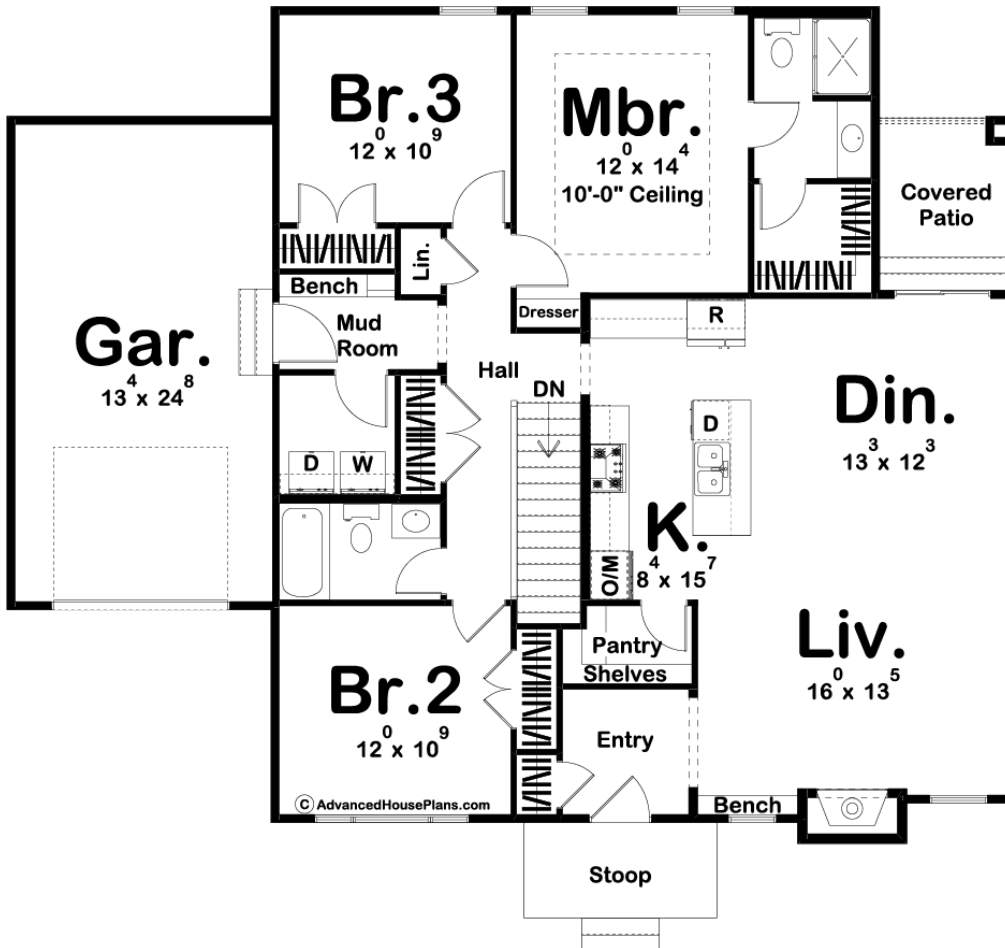 Br.3
12⁰ x 10⁹
Mbr.
12⁰ x 14⁴
10'-0" Ceiling
Covered
Patio
Lin.
Bench
Dresser
R
Mud
Room
Gar.
13⁴ x 24⁸
Hall
DN
Din.
13³ x 12³
D
D
W
K.
8⁴ x 15⁷
O/M
Pantry
Shelves
Liv.
16⁰ x 13⁵
Br.2
12⁰ x 10⁹
Entry
© AdvancedHousePlans.com
Bench
Stoop